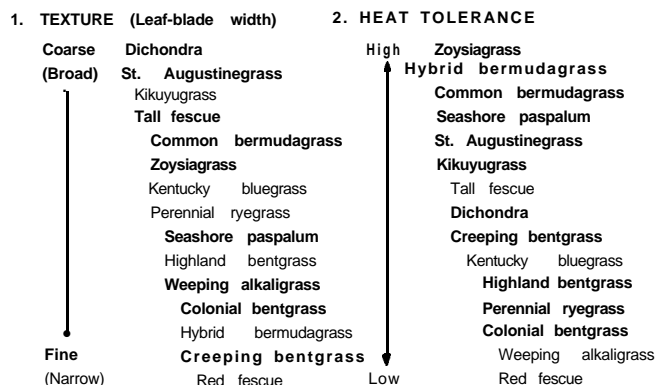 1. TEXTURE (Leaf-blade width)
Coarse Dichondra
(Broad) St. Augustinegrass
Kikuyugrass
Tall fescue
Common bermudagrass
Zoysiagrass
Kentucky bluegrass
Perennial ryegrass
Seashore paspalum
Highland bentgrass
Weeping alkaligrass
Colonial bentgrass
Hybrid bermudagrass
Fine Creeping bentgrass
(Narrow) Red fescue
2. HEAT TOLERANCE
High Zoysiagrass
Hybrid bermudagrass
Common bermudagrass
Seashore paspalum
St. Augustinegrass
Kikuyugrass
Tall fescue
Dichondra
Creeping bentgrass
Kentucky bluegrass
Highland bentgrass
Perennial ryegrass
Colonial bentgrass
Weeping alkaligrass
Low Red fescue